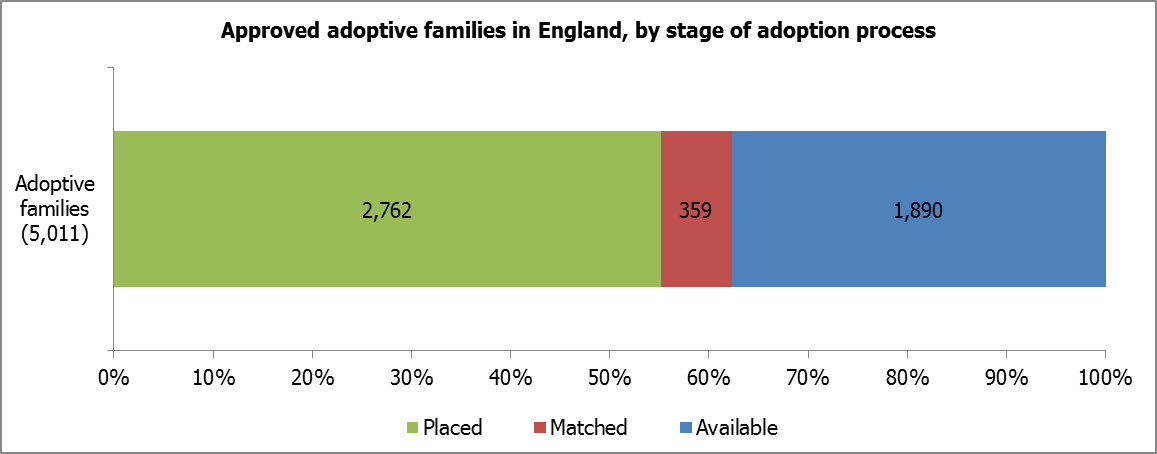 Approved adoptive families in England, by stage of adoption process
Adoptive
families
(5,011)
2,762
359
1,890
0%
10%
20%
30%
40%
50%
60%
70%
80%
90%
100%
Placed
Matched
Available